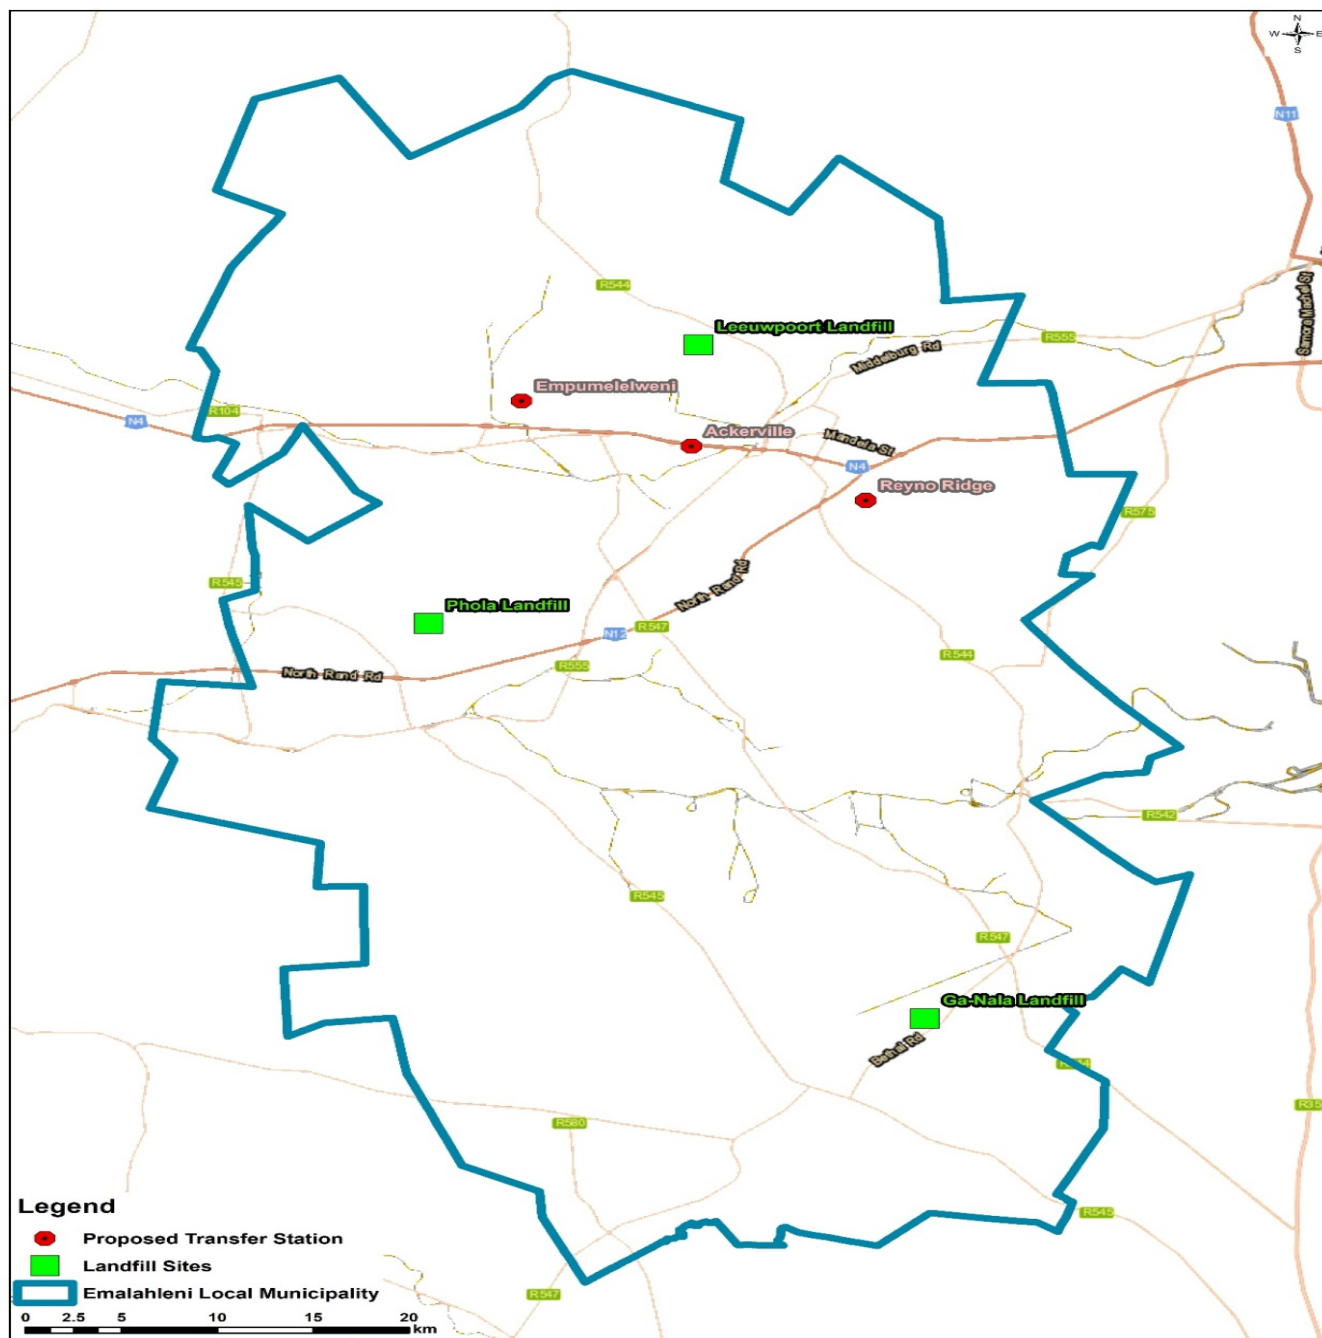 N
W E
S
N11
Samora Machel St
R544
Leeuwpoort Landfill
R555
Middelburg Rd
Empumelelweni
R104
N4
Ackerville
Mandela St
N4
Reyno Ridge
R575
R545
Phola Landfill
North Rand Rd
R547
N12
R544
R555
North Rand Rd
R542
R545
R547
Ga-Nala Landfill
Bethal Rd
R35
R580
R545
R547
Legend
Proposed Transfer Station
Landfill Sites
Emalahleni Local Municipality
0 2.5 5 10 15 20
km